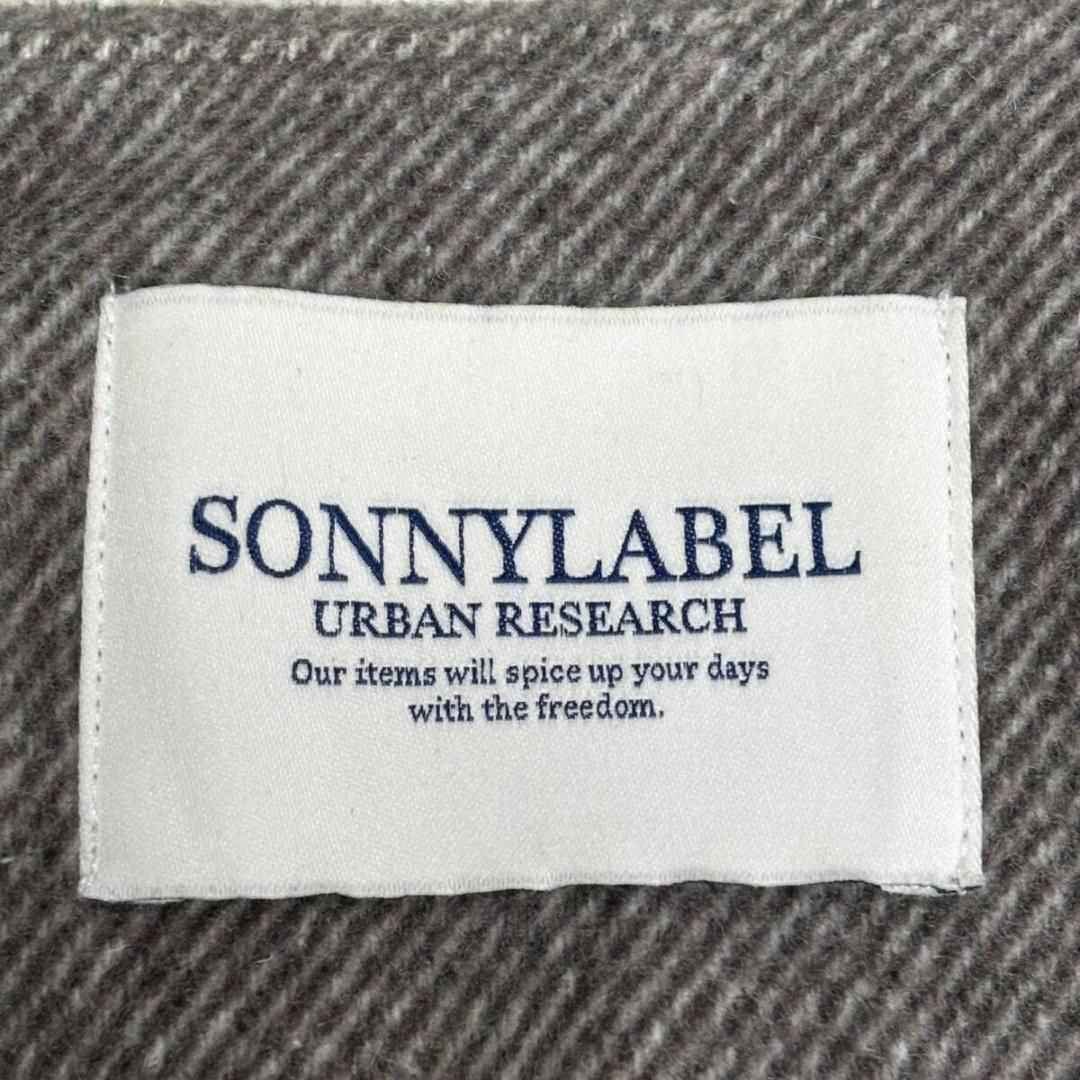 SONNYLABEL
URBAN RESEARCH
Our items will spice up your days
with the freedom.